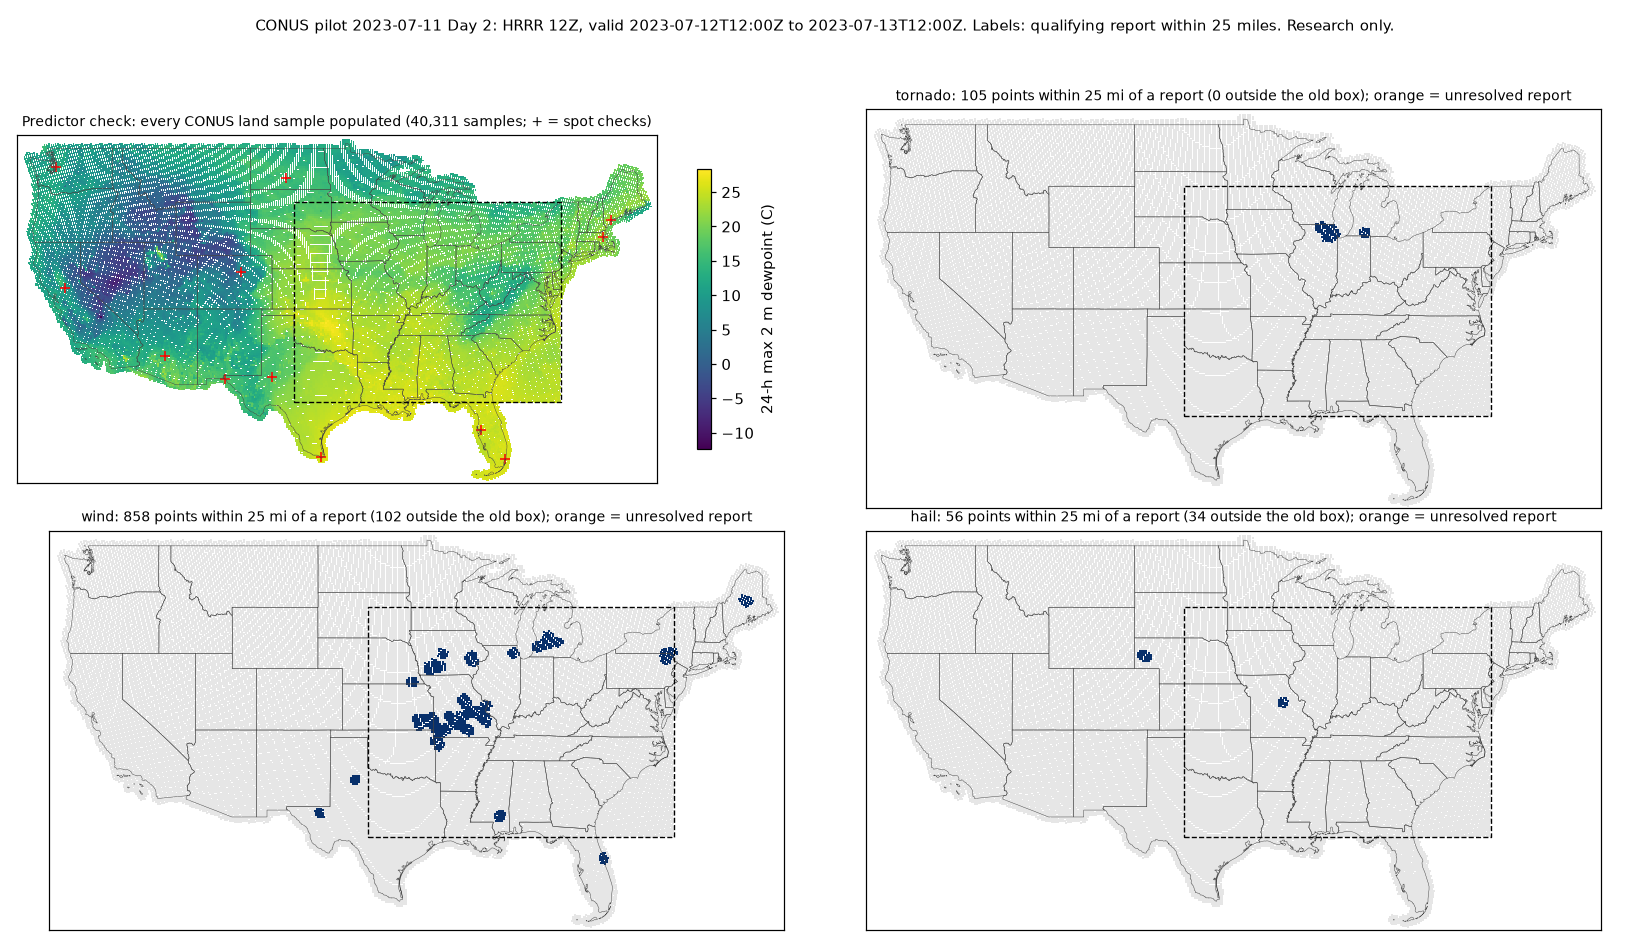 CONUS pilot 2023-07-11 Day 2: HRRR 12Z, valid 2023-07-12T12:00Z to 2023-07-13T12:00Z. Labels: qualifying report within 25 miles. Research only.
Predictor check: every CONUS land sample populated (40,311 samples; + = spot checks)
25
20
15
10
5
0
−5
−10
24-h max 2 m dewpoint (C)
tornado: 105 points within 25 mi of a report (0 outside the old box); orange = unresolved report
wind: 858 points within 25 mi of a report (102 outside the old box); orange = unresolved report
hail: 56 points within 25 mi of a report (34 outside the old box); orange = unresolved report